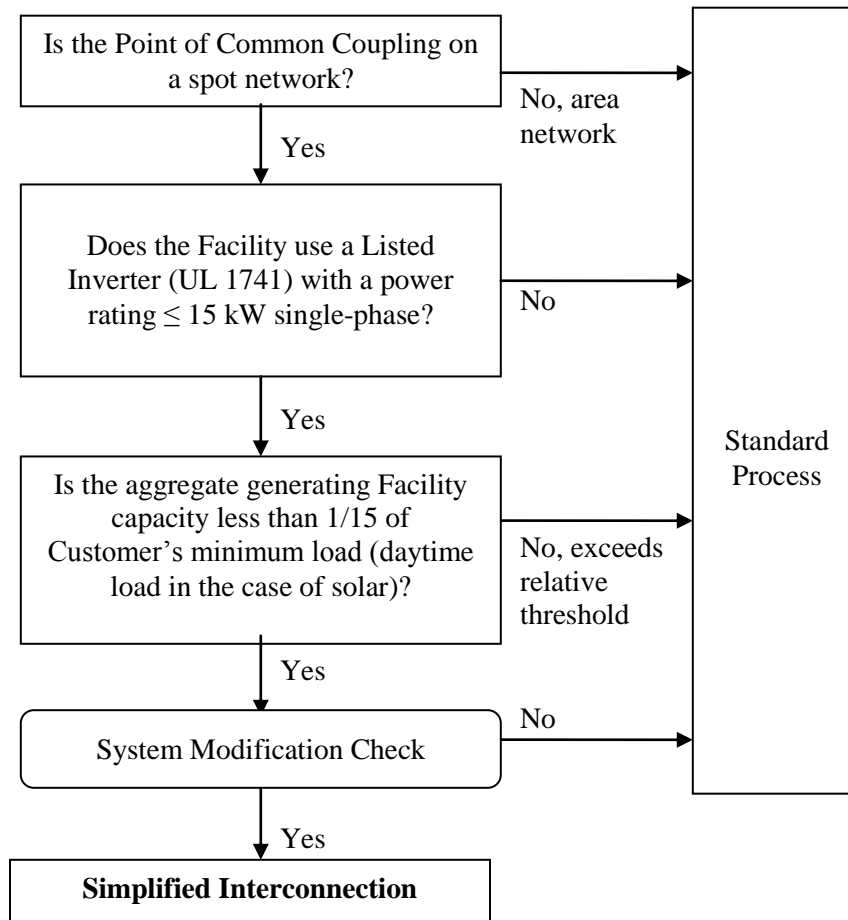 Is the Point of Common Coupling on
a spot network?
No, area
network
Yes
Does the Facility use a Listed
Inverter (UL 1741) with a power
rating ≤ 15 kW single-phase?
No
Yes
Is the aggregate generating Facility
capacity less than 1/15 of
Customer’s minimum load (daytime
load in the case of solar)?
No, exceeds
relative
threshold
Yes
System Modification Check
No
Yes
Simplified Interconnection
Standard
Process